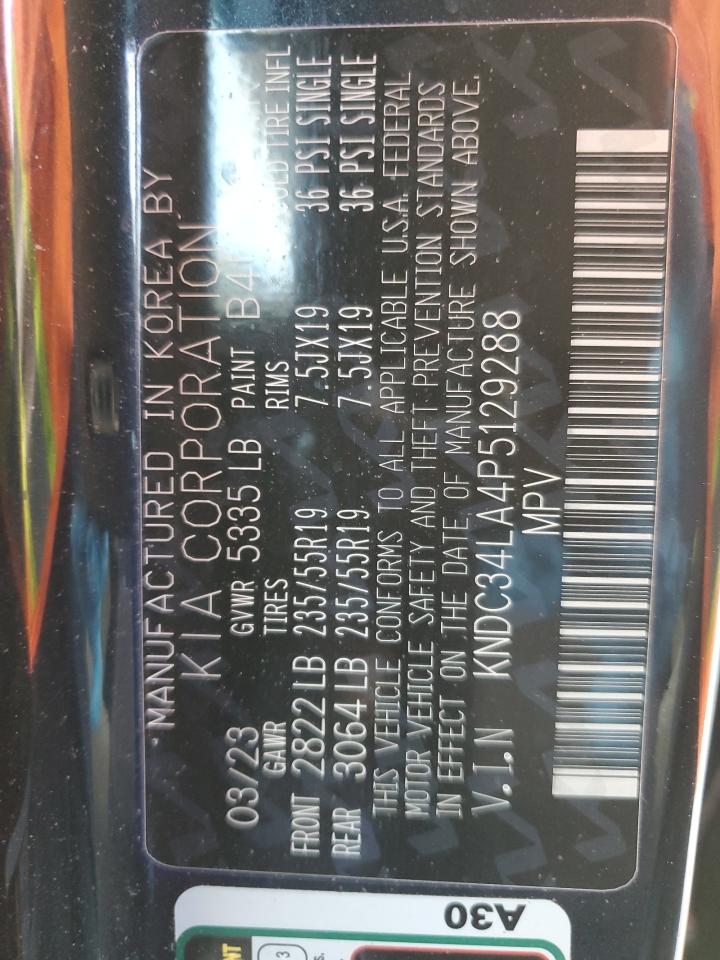 MANUFACTURED IN KOREA BY
KIA CORPORATION
03/23 GVWR 5335 LB PAINT
GAWR TIRES RIMS TIRE INFL
FRONT 2822 LB 235/55R19 7.5JX19 36 PSI SINGLE
REAR 3064 LB 235/55R19 7.5JX19 36 PSI SINGLE
THIS VEHICLE CONFORMS TO ALL APPLICABLE U.S.A. FEDERAL
MOTOR VEHICLE SAFETY AND THEFT PREVENTION STANDARDS
IN EFFECT ON THE DATE OF MANUFACTURE SHOWN ABOVE.
V.I.N KNDC34LA4P5129288
MPV
A30